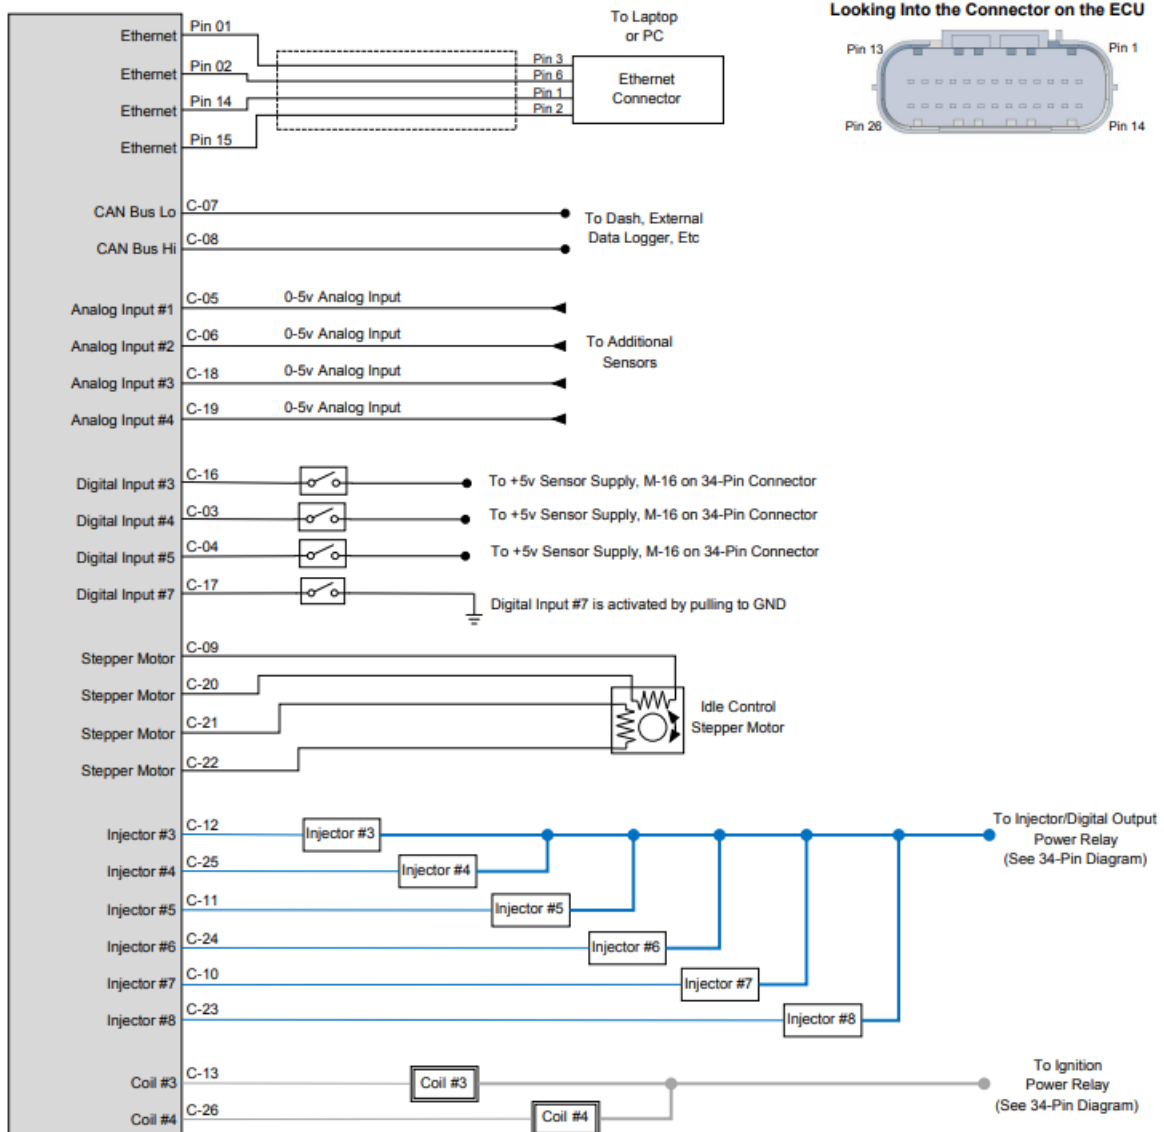 Looking Into the Connector on the ECU
Pin 13
Pin 1
Pin 26
Pin 14
To Laptop
or PC
Ethernet Pin 01
Ethernet Pin 02
Ethernet Pin 14
Ethernet Pin 15
Pin 3
Pin 6
Pin 1
Pin 2
Ethernet
Connector
CAN Bus Lo C-07
CAN Bus Hi C-08
To Dash, External
Data Logger, Etc
Analog Input #1 C-05 0-5v Analog Input
Analog Input #2 C-06 0-5v Analog Input
Analog Input #3 C-18 0-5v Analog Input
Analog Input #4 C-19 0-5v Analog Input
To Additional
Sensors
Digital Input #3 C-16 To +5v Sensor Supply, M-16 on 34-Pin Connector
Digital Input #4 C-03 To +5v Sensor Supply, M-16 on 34-Pin Connector
Digital Input #5 C-04 To +5v Sensor Supply, M-16 on 34-Pin Connector
Digital Input #7 C-17 Digital Input #7 is activated by pulling to GND
Stepper Motor C-09
Stepper Motor C-20
Stepper Motor C-21
Stepper Motor C-22
Idle Control
Stepper Motor
Injector #3 C-12 Injector #3
Injector #4 C-25 Injector #4
Injector #5 C-11 Injector #5
Injector #6 C-24 Injector #6
Injector #7 C-10 Injector #7
Injector #8 C-23 Injector #8
To Injector/Digital Output
Power Relay
(See 34-Pin Diagram)
Coil #3 C-13 Coil #3
Coil #4 C-26 Coil #4
To Ignition
Power Relay
(See 34-Pin Diagram)